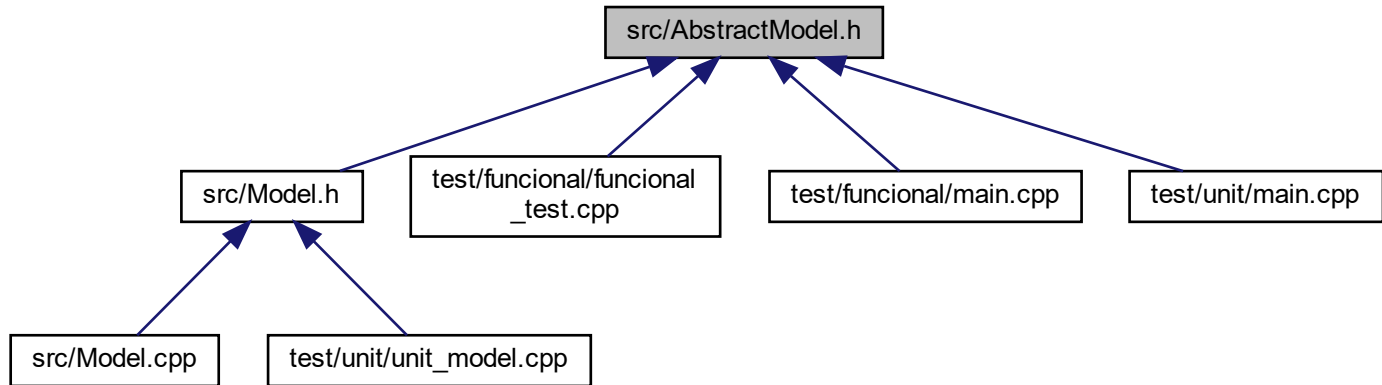 src/AbstractModel.h
src/Model.h
test/funcional/funcional
_test.cpp
test/funcional/main.cpp
test/unit/main.cpp
src/Model.cpp
test/unit/unit_model.cpp